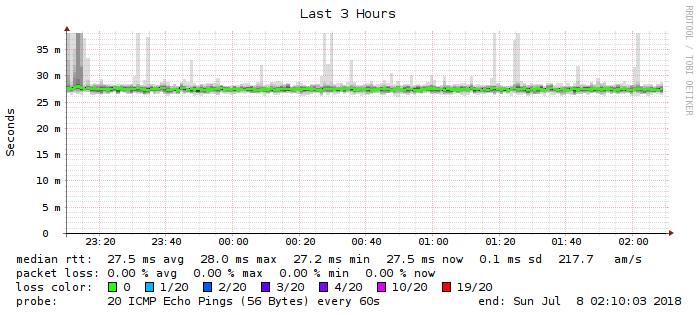 Last 3 Hours
RRDTOOL / TOBI OETIKER
Seconds
35 m
30 m
25 m
20 m
15 m
10 m
5 m
0
23:20 23:40 00:00 00:20 00:40 01:00 01:20 01:40 02:00
median rtt: 27.5 ms avg 28.0 ms max 27.2 ms min 27.5 ms now 0.1 ms sd 217.7 am/s
packet loss: 0.00 % avg 0.00 % max 0.00 % min 0.00 % now
loss color: 0 1/20 2/20 3/20 4/20 10/20 19/20
probe: 20 ICMP Echo Pings (56 Bytes) every 60s end: Sun Jul 8 02:10:03 2018